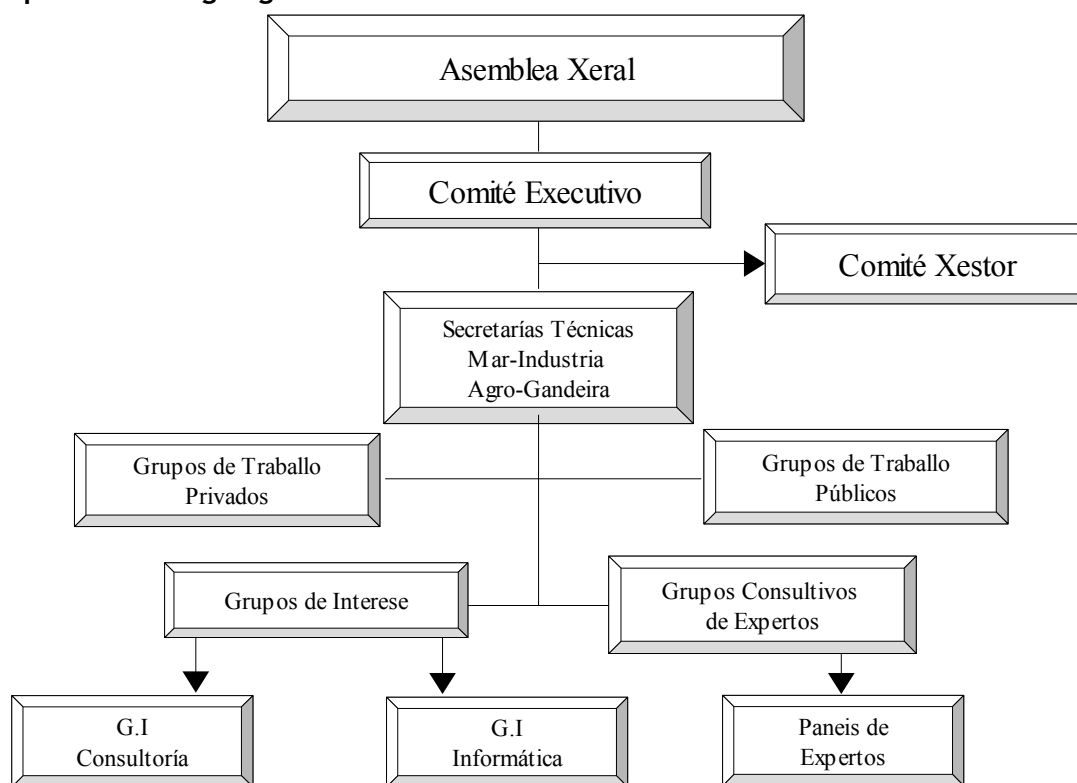 Asemblea Xeral
Comité Executivo
Comité Xestor
Secretarías Técnicas
Mar-Industria
Agro-Gandeira
Grupos de Traballo
Privados
Grupos de Traballo
Públicos
Grupos de Interese
Grupos Consultivos
de Expertos
G.I
Consultoría
G.I
Informática
Paneis de
Expertos